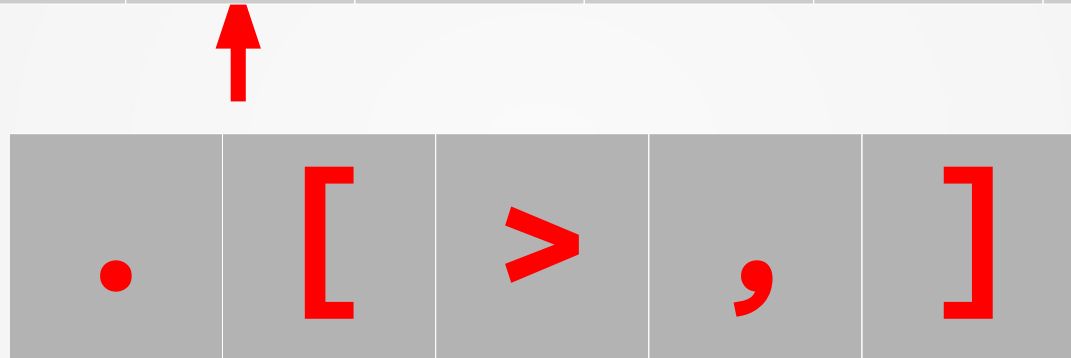 . [ > , ]